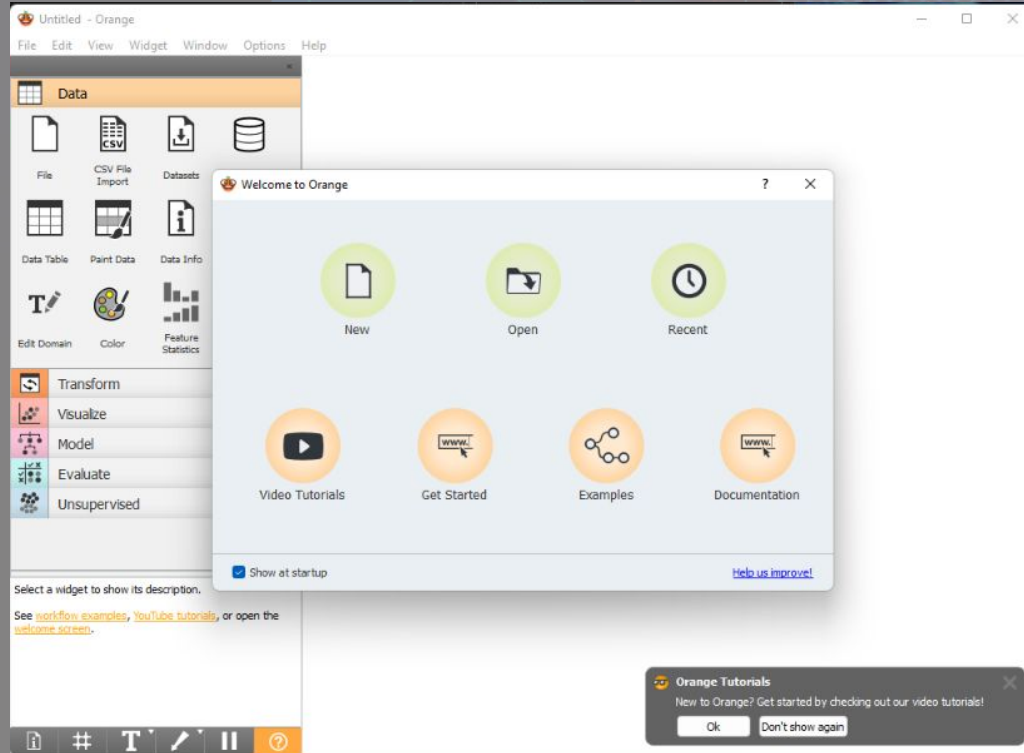 Untitled - Orange
File Edit View Widget Window Options Help
Data
File
CSV File
Import
Datasets
Data Table
Paint Data
Data Info
Edit Domain
Color
Feature
Statistics
Transform
Visualize
Model
Evaluate
Unsupervised
Select a widget to show its description.
See workflow examples, YouTube tutorials, or open the
welcome screen.
Welcome to Orange
?
New
Open
Recent
www.
www.
Video Tutorials
Get Started
Examples
Documentation
Show at startup
Help us improve!
Orange Tutorials
New to Orange? Get started by checking out our video tutorials!
Ok
Don't show again